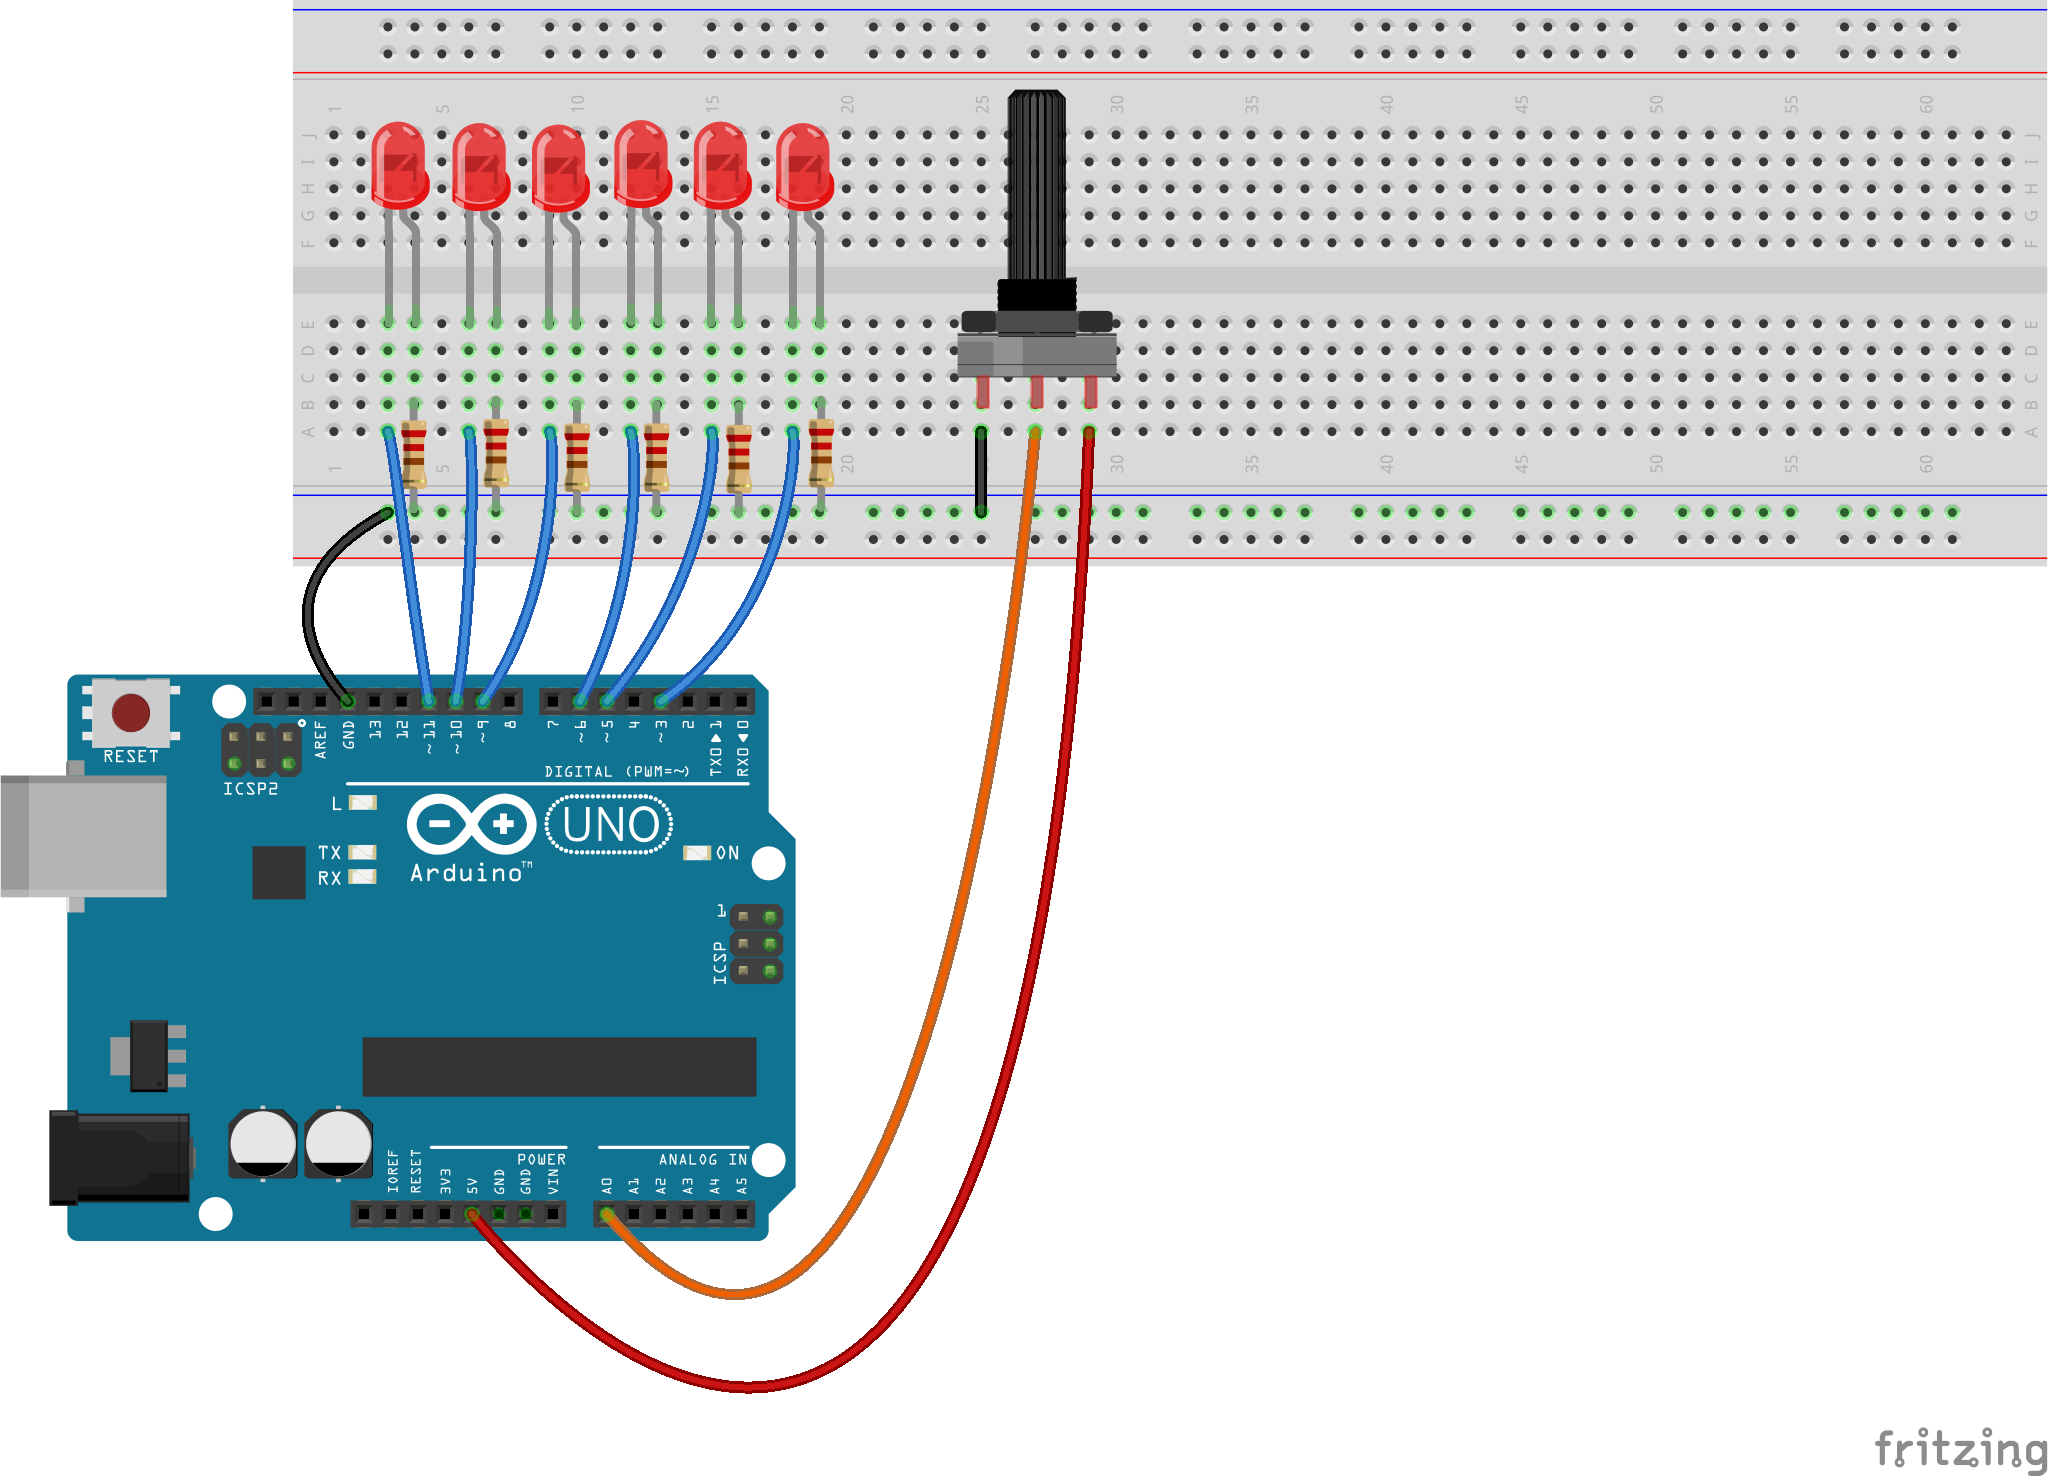 1 5 10 15 20 25 30 35 40 45 50 55 60
J J
I I
H H
G G
F F
E E
D D
C C
B B
A A
1 5 20 30 35 40 45 50 55 60
RESET
ICSP2
AREF GND 13 12 ~11 ~10 ~9 8 7 ~6 ~5 4 ~3 2 TX0▶1 RX0◀0
DIGITAL (PWM=~)
L
TX
RX
UNO
Arduino™
ON
1
ICSP
POWER ANALOG IN
IOREF RESET 3V3 5V GND GND VIN A0 A1 A2 A3 A4 A5
fritzing